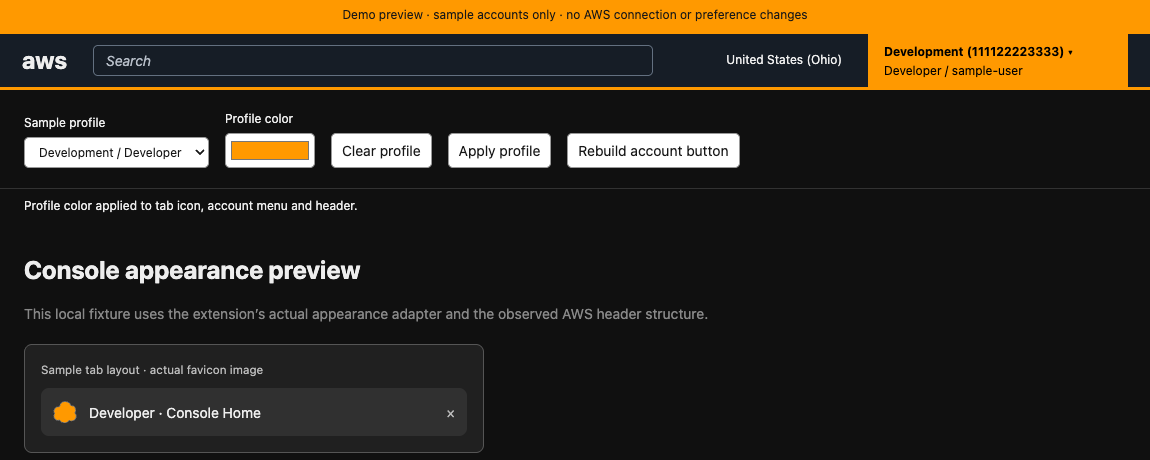 Demo preview · sample accounts only · no AWS connection or preference changes
aws
Search
United States (Ohio)
Development (111122223333) ▾
Developer / sample-user
Sample profile
Profile color
Development / Developer
Clear profile
Apply profile
Rebuild account button
Profile color applied to tab icon, account menu and header.
Console appearance preview
This local fixture uses the extension’s actual appearance adapter and the observed AWS header structure.
Sample tab layout · actual favicon image
Developer · Console Home
×